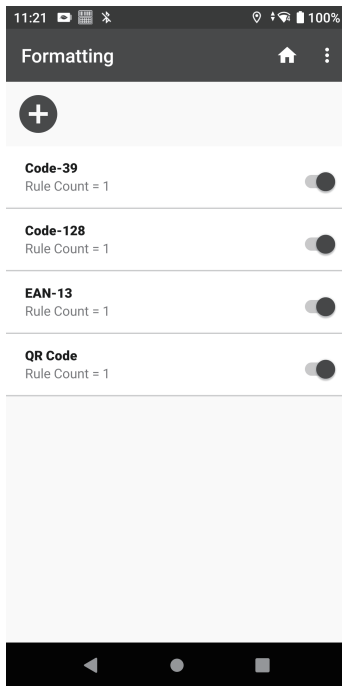 11:21
100%
Formatting
Code-39
Rule Count = 1
Code-128
Rule Count = 1
EAN-13
Rule Count = 1
QR Code
Rule Count = 1